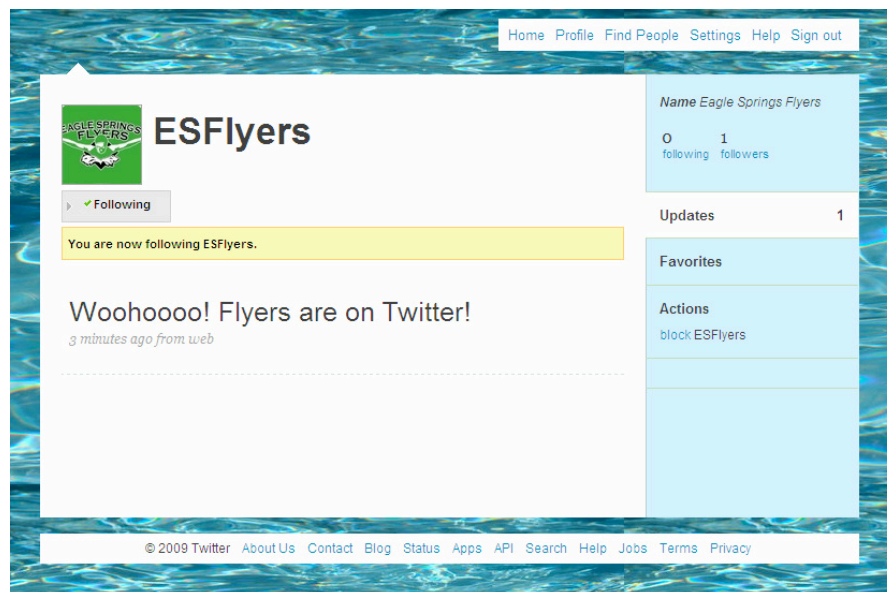 Home Profile Find People Settings Help Sign out
EAGLE SPRINGS
FLYERS
ESFlyers
Following
You are now following ESFlyers.
Woohoooo! Flyers are on Twitter!
3 minutes ago from web
Name Eagle Springs Flyers
0 1
following followers
Updates 1
Favorites
Actions
block ESFlyers
© 2009 Twitter About Us Contact Blog Status Apps API Search Help Jobs Terms Privacy